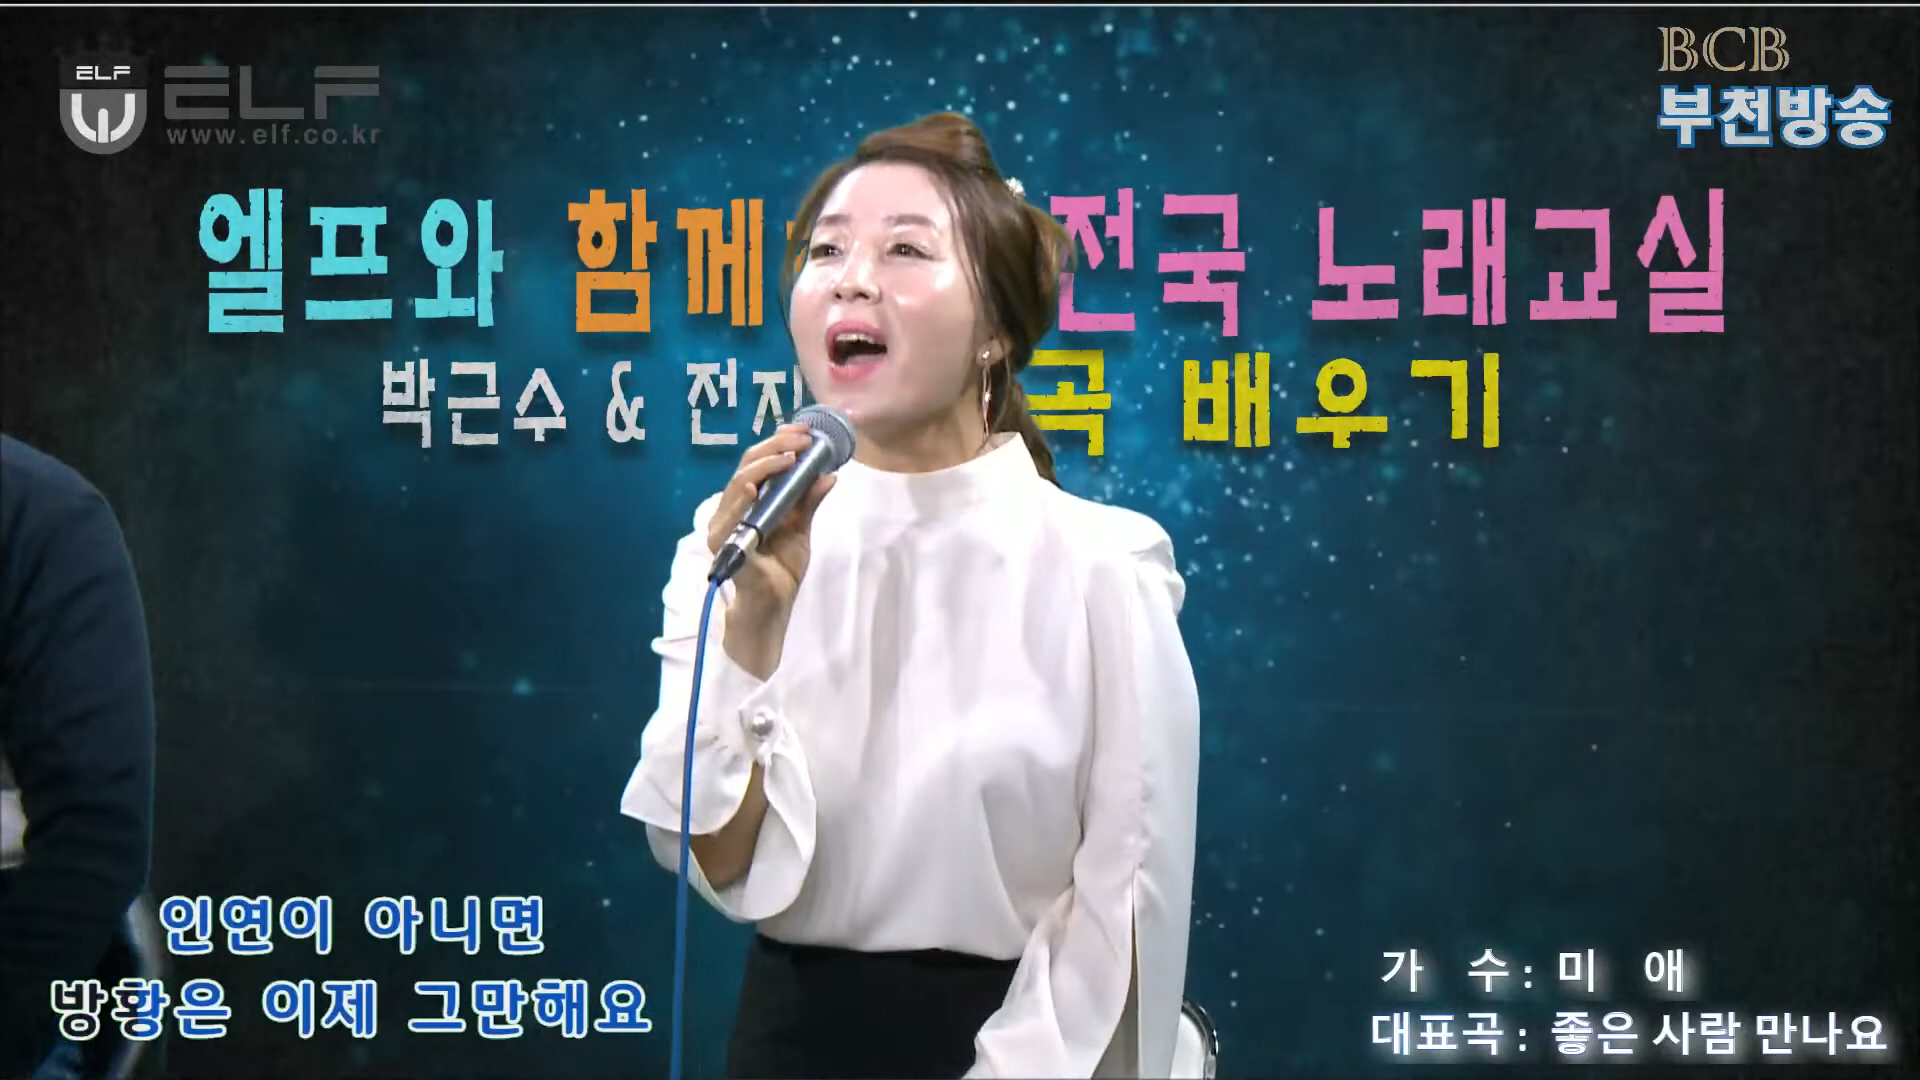 BCB
부천방송
ELF
ELF
www.elf.co.kr
엘프와 함께 전국 노래교실
박근수 & 전 곡 배우기
인연이 아니면
방황은 이제 그만해요
가 수 : 미 애
대표곡 : 좋은 사람 만나요